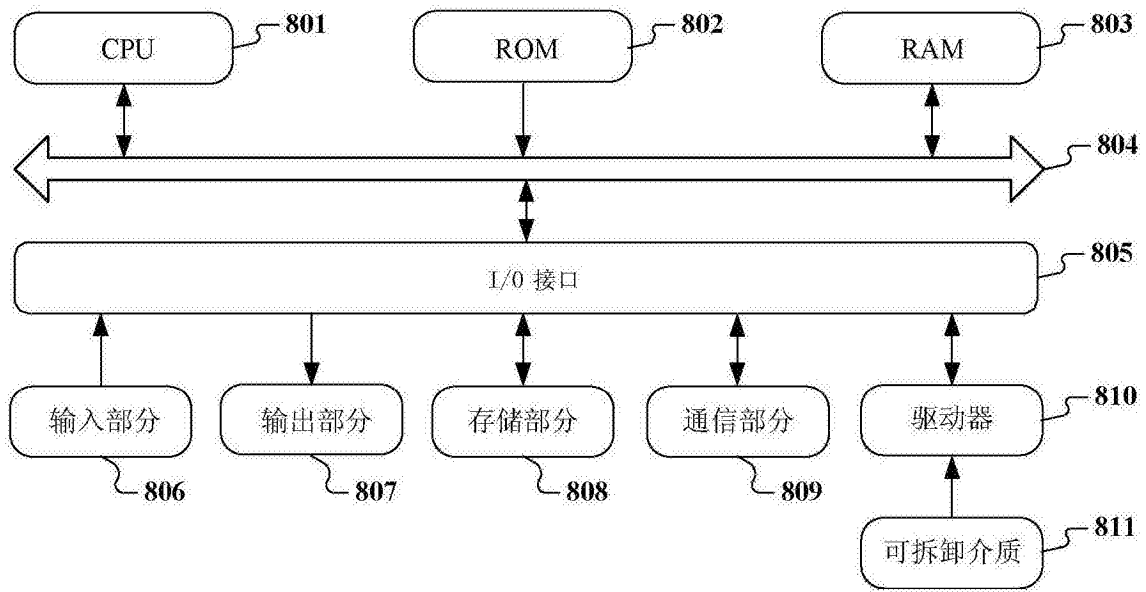 CPU 801
ROM 802
RAM 803
804
I/O 接口 805
输入部分 806
输出部分 807
存储部分 808
通信部分 809
驱动器 810
可拆卸介质 811